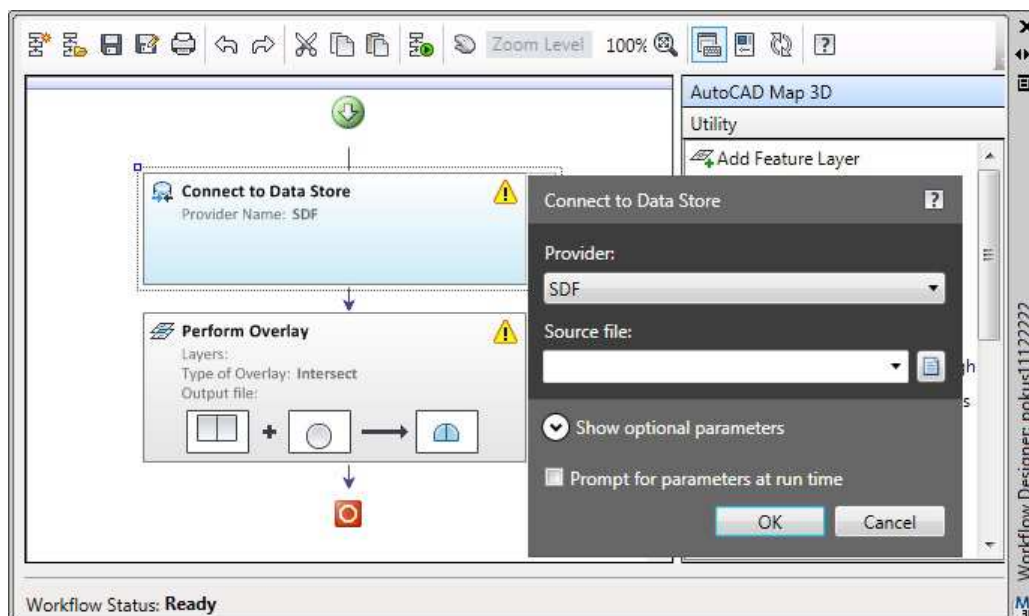 Zoom Level 100%
AutoCAD Map 3D
Utility
Add Feature Layer
Connect to Data Store
Provider Name: SDF
Perform Overlay
Layers:
Type of Overlay: Intersect
Output file:
Connect to Data Store
?
Provider:
SDF
Source file:
Show optional parameters
Prompt for parameters at run time
OK
Cancel
Workflow Status: Ready